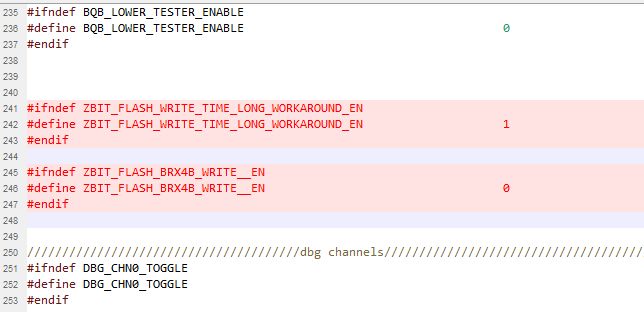 235 #ifndef BQB_LOWER_TESTER_ENABLE
236 #define BQB_LOWER_TESTER_ENABLE 0
237 #endif
238
239
240
241 #ifndef ZBIT_FLASH_WRITE_TIME_LONG_WORKAROUND_EN
242 #define ZBIT_FLASH_WRITE_TIME_LONG_WORKAROUND_EN 1
243 #endif
244
245 #ifndef ZBIT_FLASH_BRX4B_WRITE__EN
246 #define ZBIT_FLASH_BRX4B_WRITE__EN 0
247 #endif
248
249
250 ///////////////////////////////////////dbg channels/////////////////////////////////////
251 #ifndef DBG_CHN0_TOGGLE
252 #define DBG_CHN0_TOGGLE
253 #endif